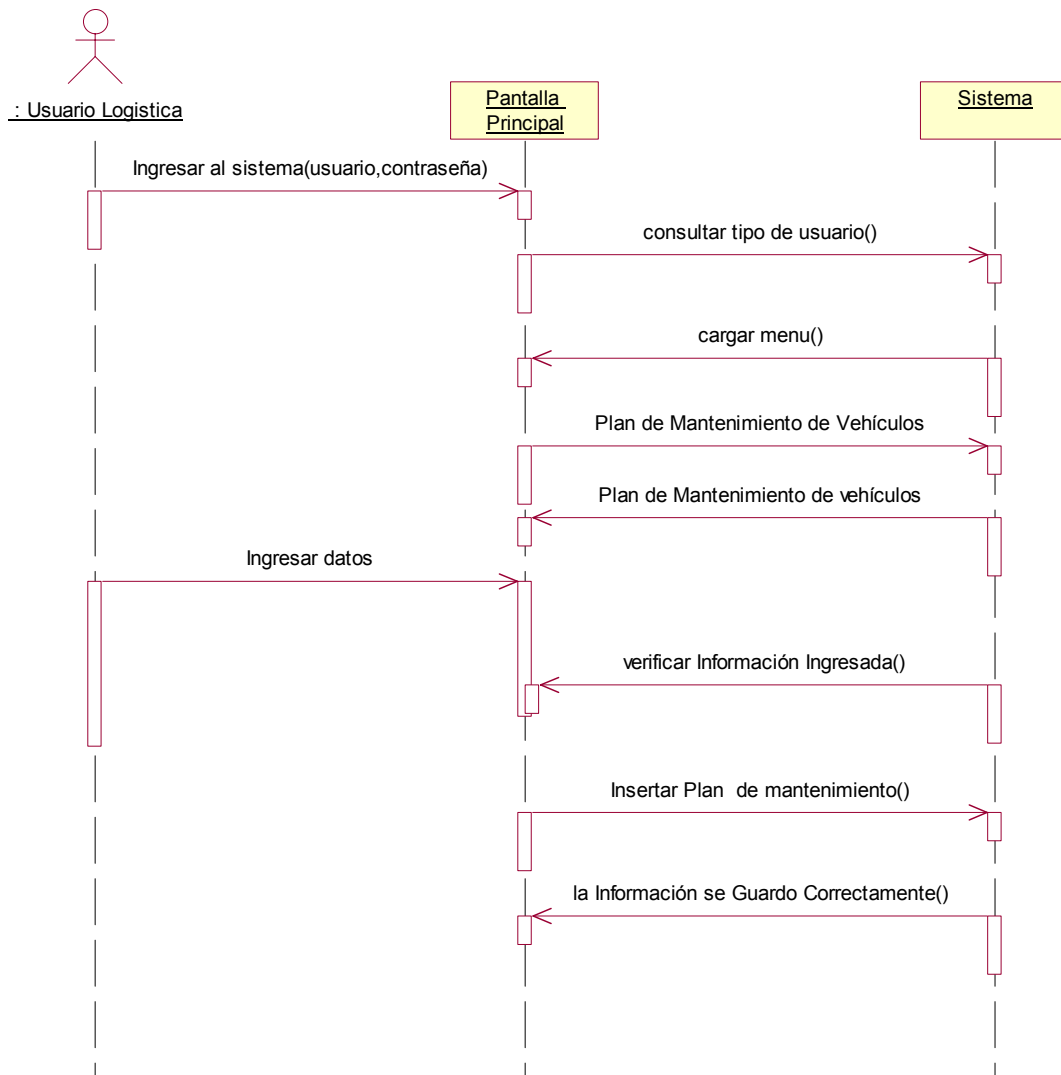 : Usuario Logistica
Pantalla
Principal
Sistema
Ingresar al sistema(usuario,contraseña)
consultar tipo de usuario()
cargar menu()
Plan de Mantenimiento de Vehículos
Plan de Mantenimiento de vehículos
Ingresar datos
verificar Información Ingresada()
Insertar Plan  de mantenimiento()
la Información se Guardo Correctamente()